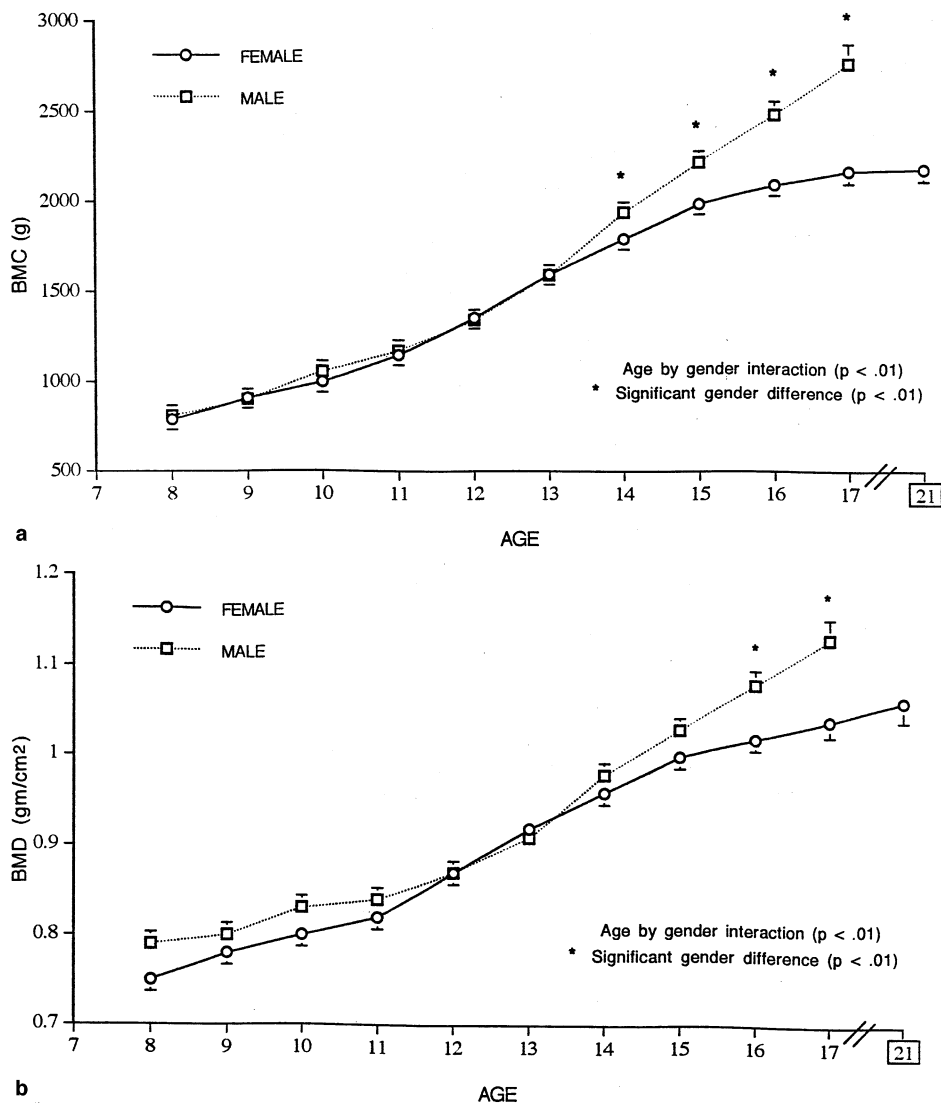 3000
FEMALE
MALE
2500
2000
BMC (g)
1500
1000
Age by gender interaction (p < .01)
* Significant gender difference (p < .01)
500
7 8 9 10 11 12 13 14 15 16 17 21
a
AGE
1.2
FEMALE
MALE
1.1
1
BMD (gm/cm2)
0.9
0.8
Age by gender interaction (p < .01)
* Significant gender difference (p < .01)
0.7
7 8 9 10 11 12 13 14 15 16 17 21
b
AGE